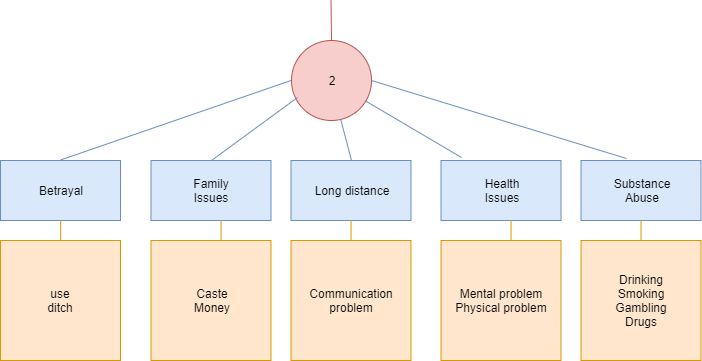 2
Betrayal
Family
Issues
Long distance
Health
Issues
Substance
Abuse
use
ditch
Caste
Money
Communication
problem
Mental problem
Physical problem
Drinking
Smoking
Gambling
Drugs